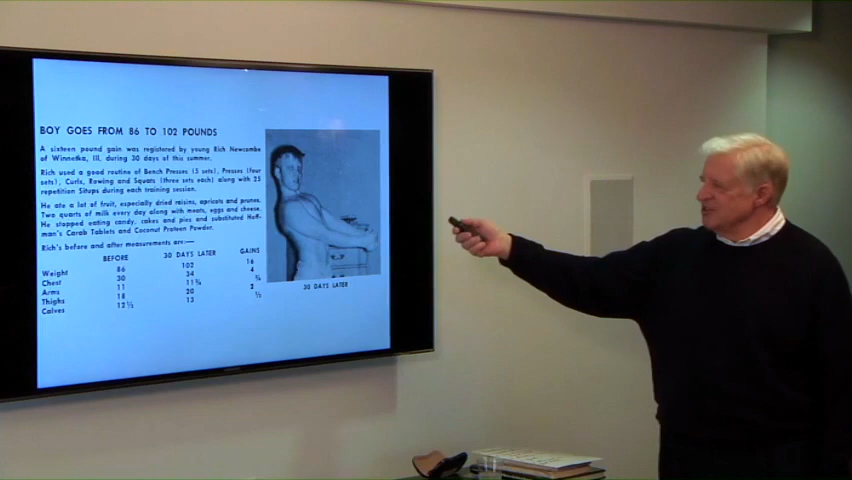 BOY GOES FROM 86 TO 102 POUNDS
A sixteen pound gain was registered by young Rich Newcombe
of Winnetka, Ill. during 30 days of this summer.
Rich used a good routine of Bench Presses (5 sets), Presses (four
sets), Curls, Rowing and Squats (three sets each) along with 25
repetition Situps during each training session.
He ate a lot of fruit, especially dried raisins, apricots and prunes.
Two quarts of milk every day along with meats, eggs and cheese.
He stopped eating candy, cakes and pies and substituted Hoff-
man's Carab Tablets and Coconut Proteen Powder.
Rich's before and after measurements are:—
BEFORE 30 DAYS LATER GAINS
Weight 86 102 16
Chest 30 34 4
Arms 11 11¾ ¾
Thighs 18 20 2
Calves 12½ 13 ½
30 DAYS LATER